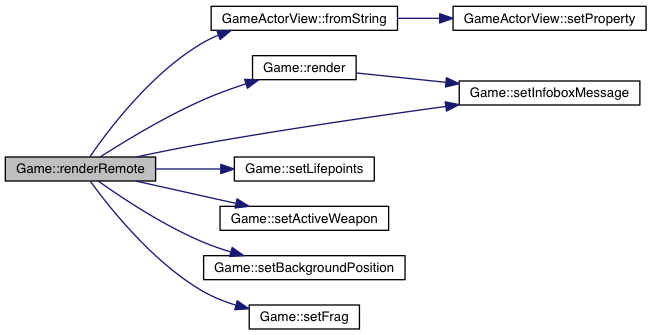 GameActorView::fromString
GameActorView::setProperty
Game::render
Game::setInfoboxMessage
Game::renderRemote
Game::setLifepoints
Game::setActiveWeapon
Game::setBackgroundPosition
Game::setFrag